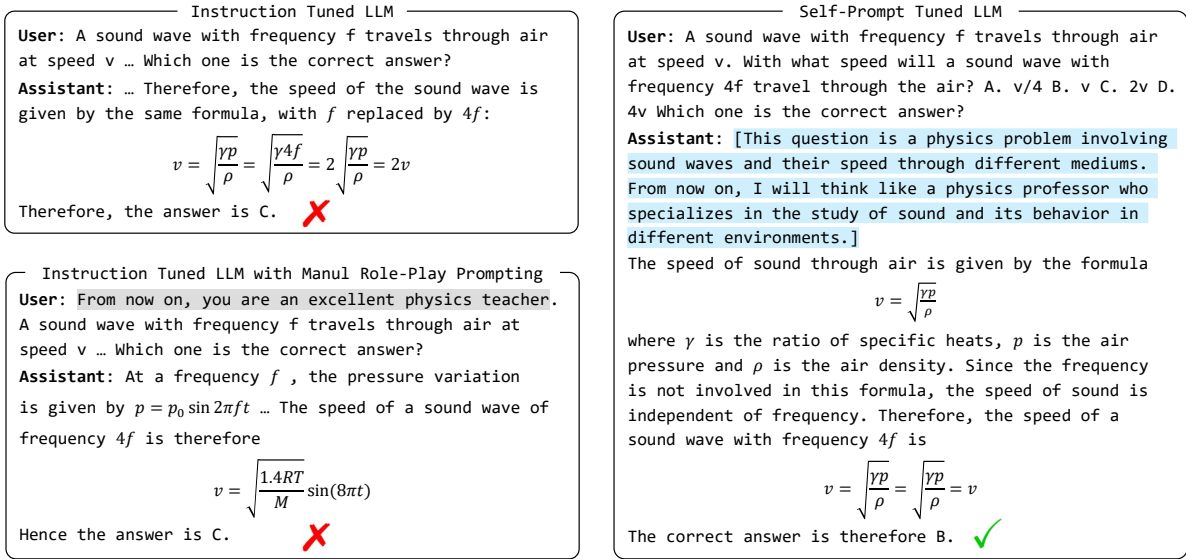 Instruction Tuned LLM
User: A sound wave with frequency f travels through air
at speed v … Which one is the correct answer?
Assistant: … Therefore, the speed of the sound wave is
given by the same formula, with f replaced by 4f:
v = √(γp/ρ) = √(γ4f/ρ) = 2√(γp/ρ) = 2v
Therefore, the answer is C. ✗
Instruction Tuned LLM with Manul Role-Play Prompting
User: From now on, you are an excellent physics teacher.
A sound wave with frequency f travels through air at
speed v … Which one is the correct answer?
Assistant: At a frequency f , the pressure variation
is given by p = p₀ sin 2πft … The speed of a sound wave of
frequency 4f is therefore
v = √(1.4RT/M) sin(8πt)
Hence the answer is C. ✗
Self-Prompt Tuned LLM
User: A sound wave with frequency f travels through air
at speed v. With what speed will a sound wave with
frequency 4f travel through the air? A. v/4 B. v C. 2v D.
4v Which one is the correct answer?
Assistant: [This question is a physics problem involving
sound waves and their speed through different mediums.
From now on, I will think like a physics professor who
specializes in the study of sound and its behavior in
different environments.]
The speed of sound through air is given by the formula
v = √(γp/ρ)
where γ is the ratio of specific heats, p is the air
pressure and ρ is the air density. Since the frequency
is not involved in this formula, the speed of sound is
independent of frequency. Therefore, the speed of a
sound wave with frequency 4f is
v = √(γp/ρ) = √(γp/ρ) = v
The correct answer is therefore B. ✓